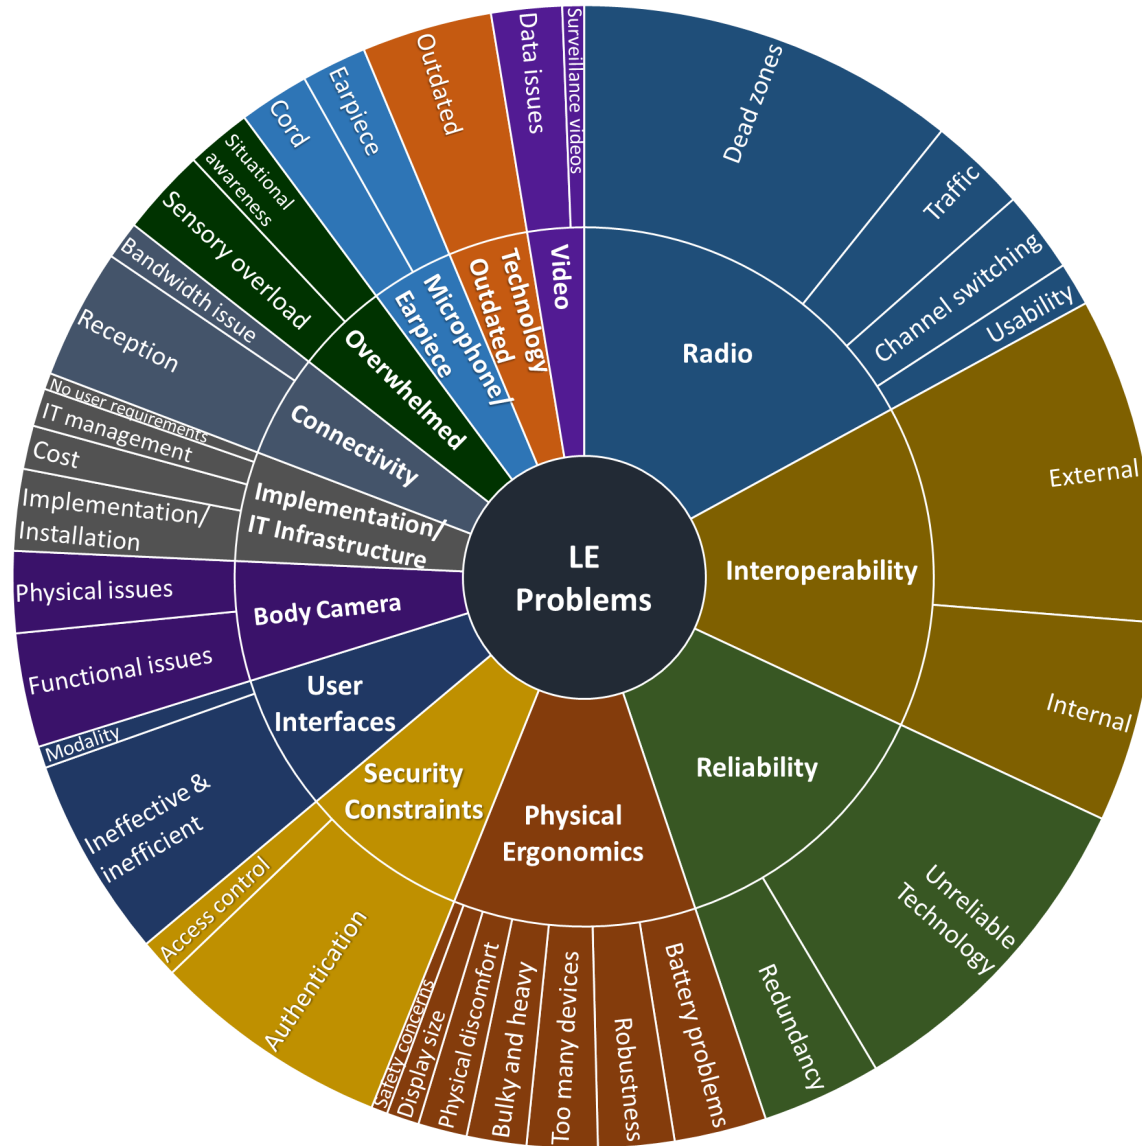 LE
Problems
Radio
Dead zones
Traffic
Channel switching
Usability
Interoperability
External
Internal
Reliability
Unreliable
Technology
Redundancy
Physical
Ergonomics
Battery problems
Robustness
Too many devices
Bulky and heavy
Physical discomfort
Display size
Safety concerns
Security
Constraints
Authentication
Access control
User
Interfaces
Ineffective &
inefficient
Modality
Body Camera
Functional issues
Physical issues
Implementation/
IT Infrastructure
Implementation/
Installation
Cost
IT management
No user requirements
Connectivity
Reception
Bandwidth issue
Overwhelmed
Sensory overload
Situational
awareness
Microphone/
Earpiece
Cord
Earpiece
Technology
Outdated
Outdated
Video
Data issues
Surveillance videos